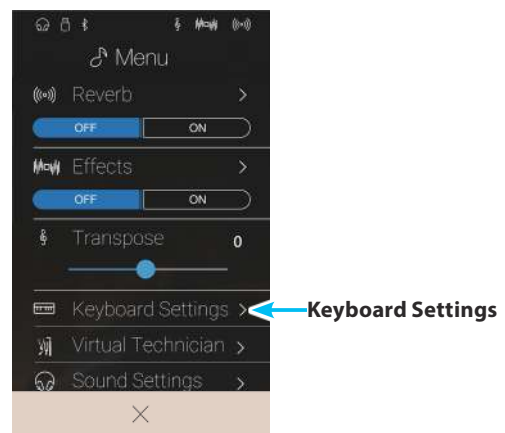 Menu
Reverb
OFF ON
Effects
OFF ON
Transpose 0
Keyboard Settings
Keyboard Settings
Virtual Technician
Sound Settings